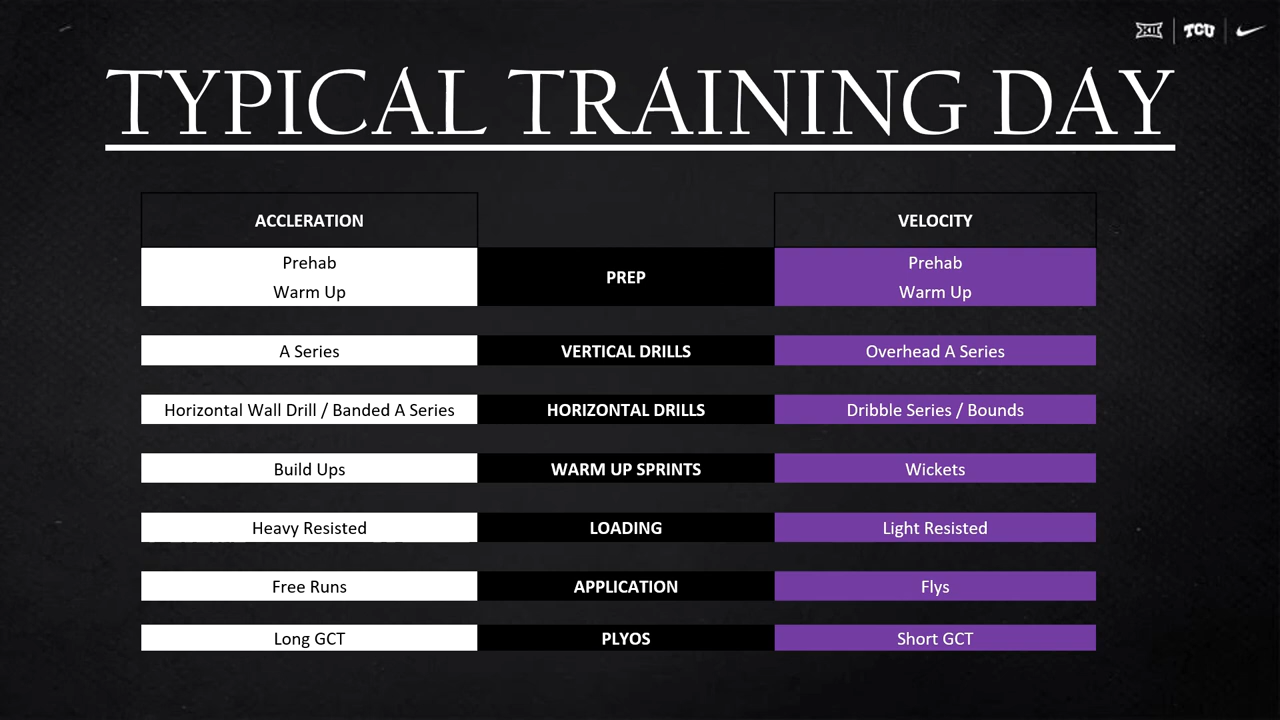 XII TCU
TYPICAL TRAINING DAY
ACCLERATION VELOCITY
Prehab PREP Prehab
Warm Up Warm Up
A Series VERTICAL DRILLS Overhead A Series
Horizontal Wall Drill / Banded A Series HORIZONTAL DRILLS Dribble Series / Bounds
Build Ups WARM UP SPRINTS Wickets
Heavy Resisted LOADING Light Resisted
Free Runs APPLICATION Flys
Long GCT PLYOS Short GCT